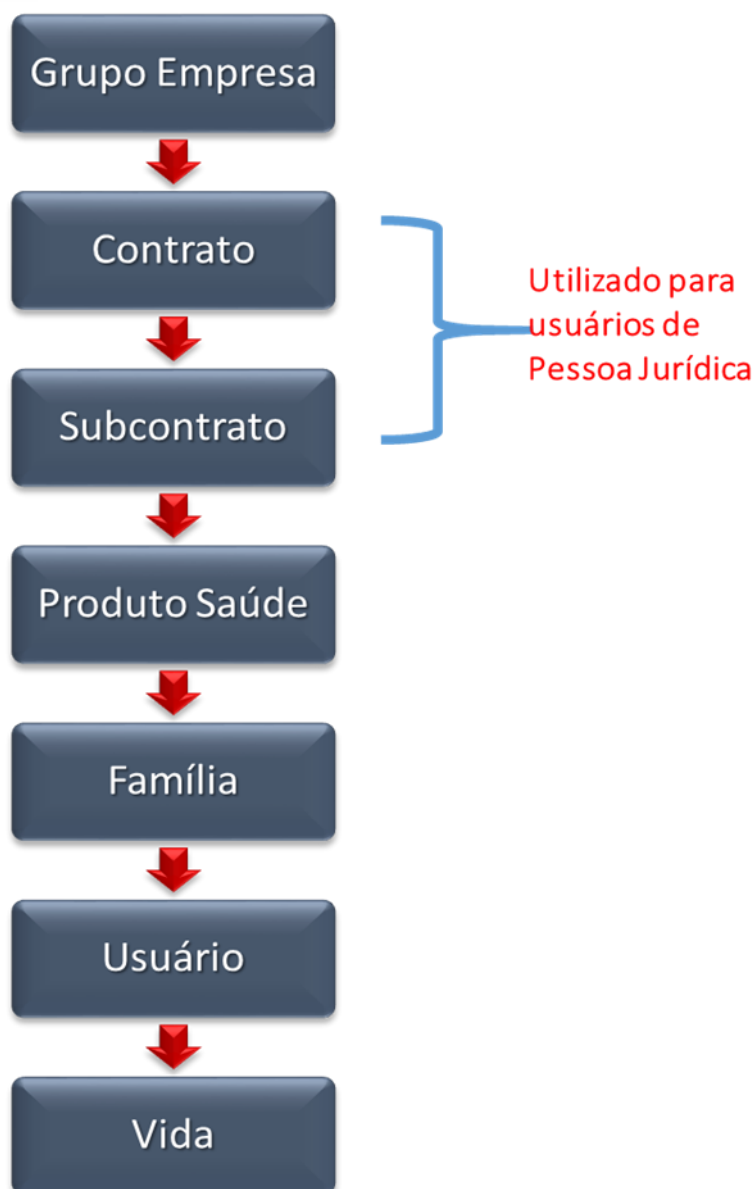 Grupo Empresa
Contrato
Utilizado para
usuários de
Pessoa Jurídica
Subcontrato
Produto Saúde
Família
Usuário
Vida